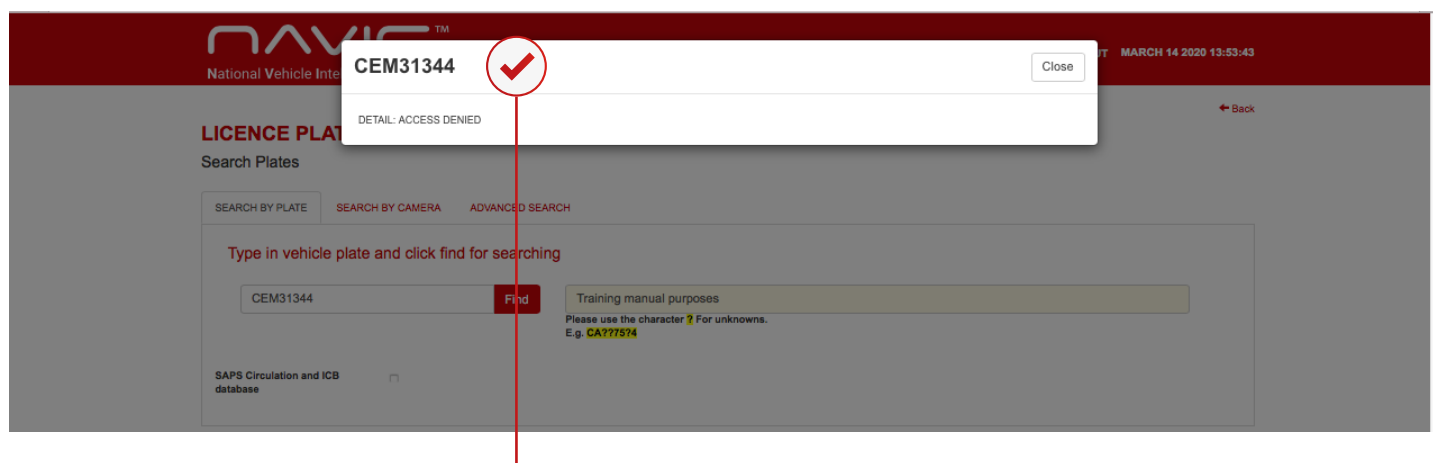 NAVIC™
National Vehicle Inte
MARCH 14 2020 13:53:43
CEM31344
Close
DETAIL: ACCESS DENIED
Back
LICENCE PLAT
Search Plates
SEARCH BY PLATE SEARCH BY CAMERA ADVANCED SEARCH
Type in vehicle plate and click find for searching
CEM31344 Find Training manual purposes
Please use the character ? For unknowns.
E.g. CA??75?4
SAPS Circulation and ICB
database